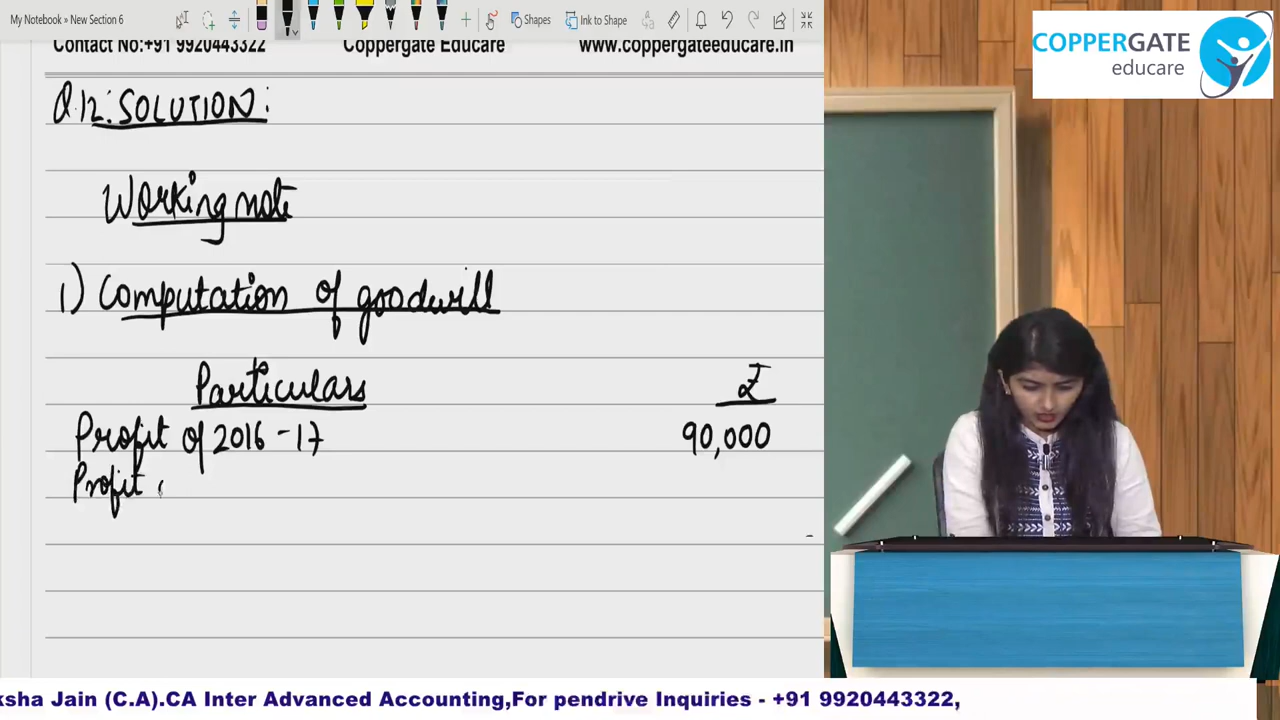 My Notebook » New Section 6
Shapes
Ink to Shape
Contact No:+91 9920443322 Coppergate Educare www.coppergateeducare.in
COPPERGATE
educare
Q.12: SOLUTION:
Working note
1) Computation of goodwill
Particulars ₹
Profit of 2016-17 90,000
Profit
ksha Jain (C.A).CA Inter Advanced Accounting,For pendrive Inquiries - +91 9920443322,